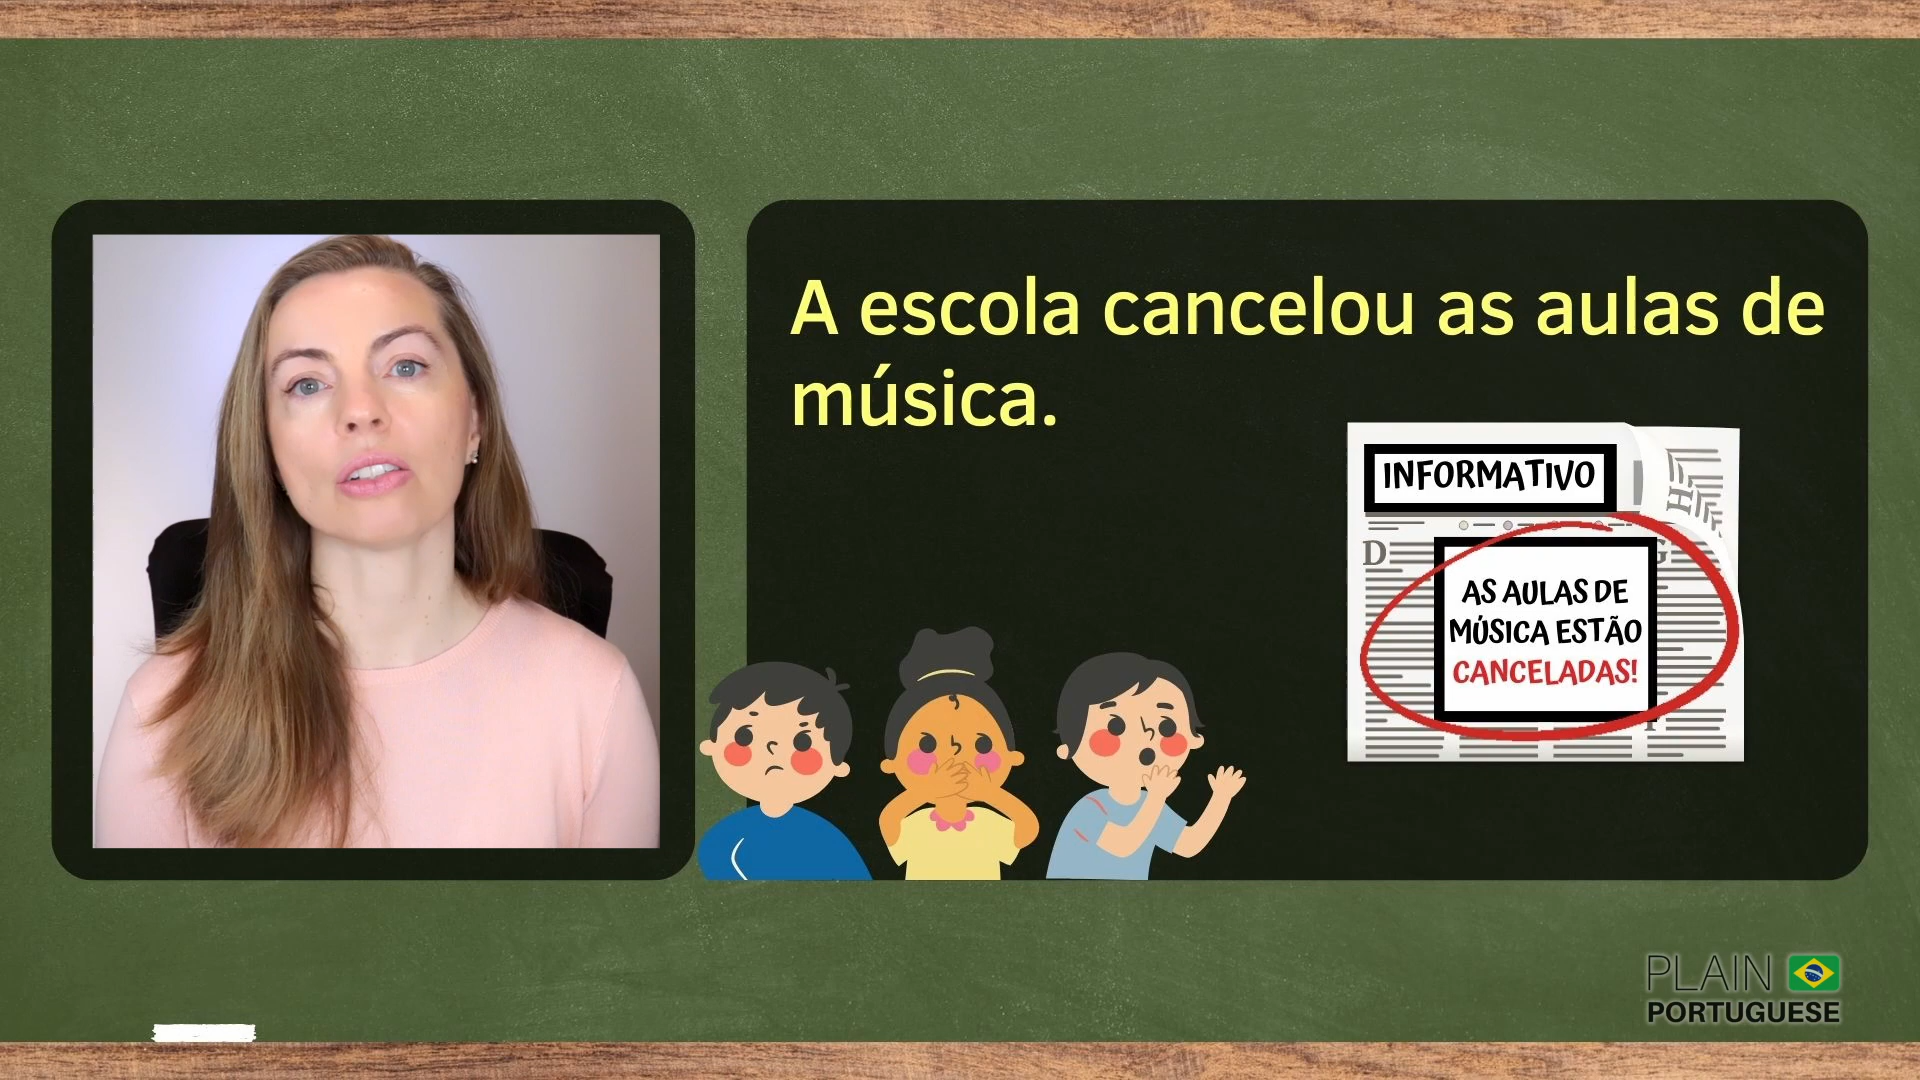 A escola cancelou as aulas de
música.
INFORMATIVO
D
G
H
F
AS AULAS DE
MÚSICA ESTÃO
CANCELADAS!
PLAIN
PORTUGUESE